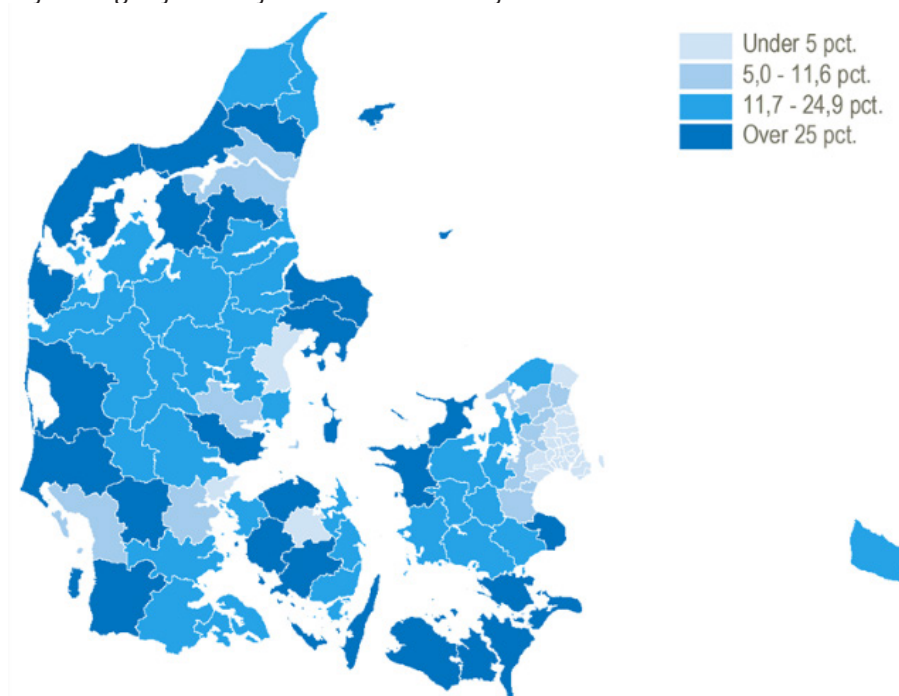 Under 5 pct.
5,0 - 11,6 pct.
11,7 - 24,9 pct.
Over 25 pct.